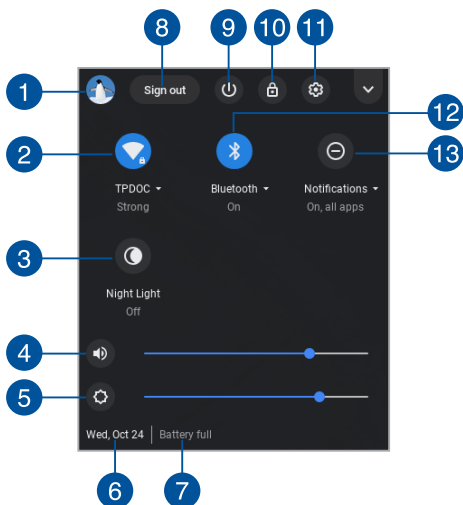 8 9 10 11
1 Sign out
12
2 13
TPDOC Bluetooth Notifications
Strong On On, all apps
3
Night Light
Off
4
5
Wed, Oct 24 Battery full
6 7